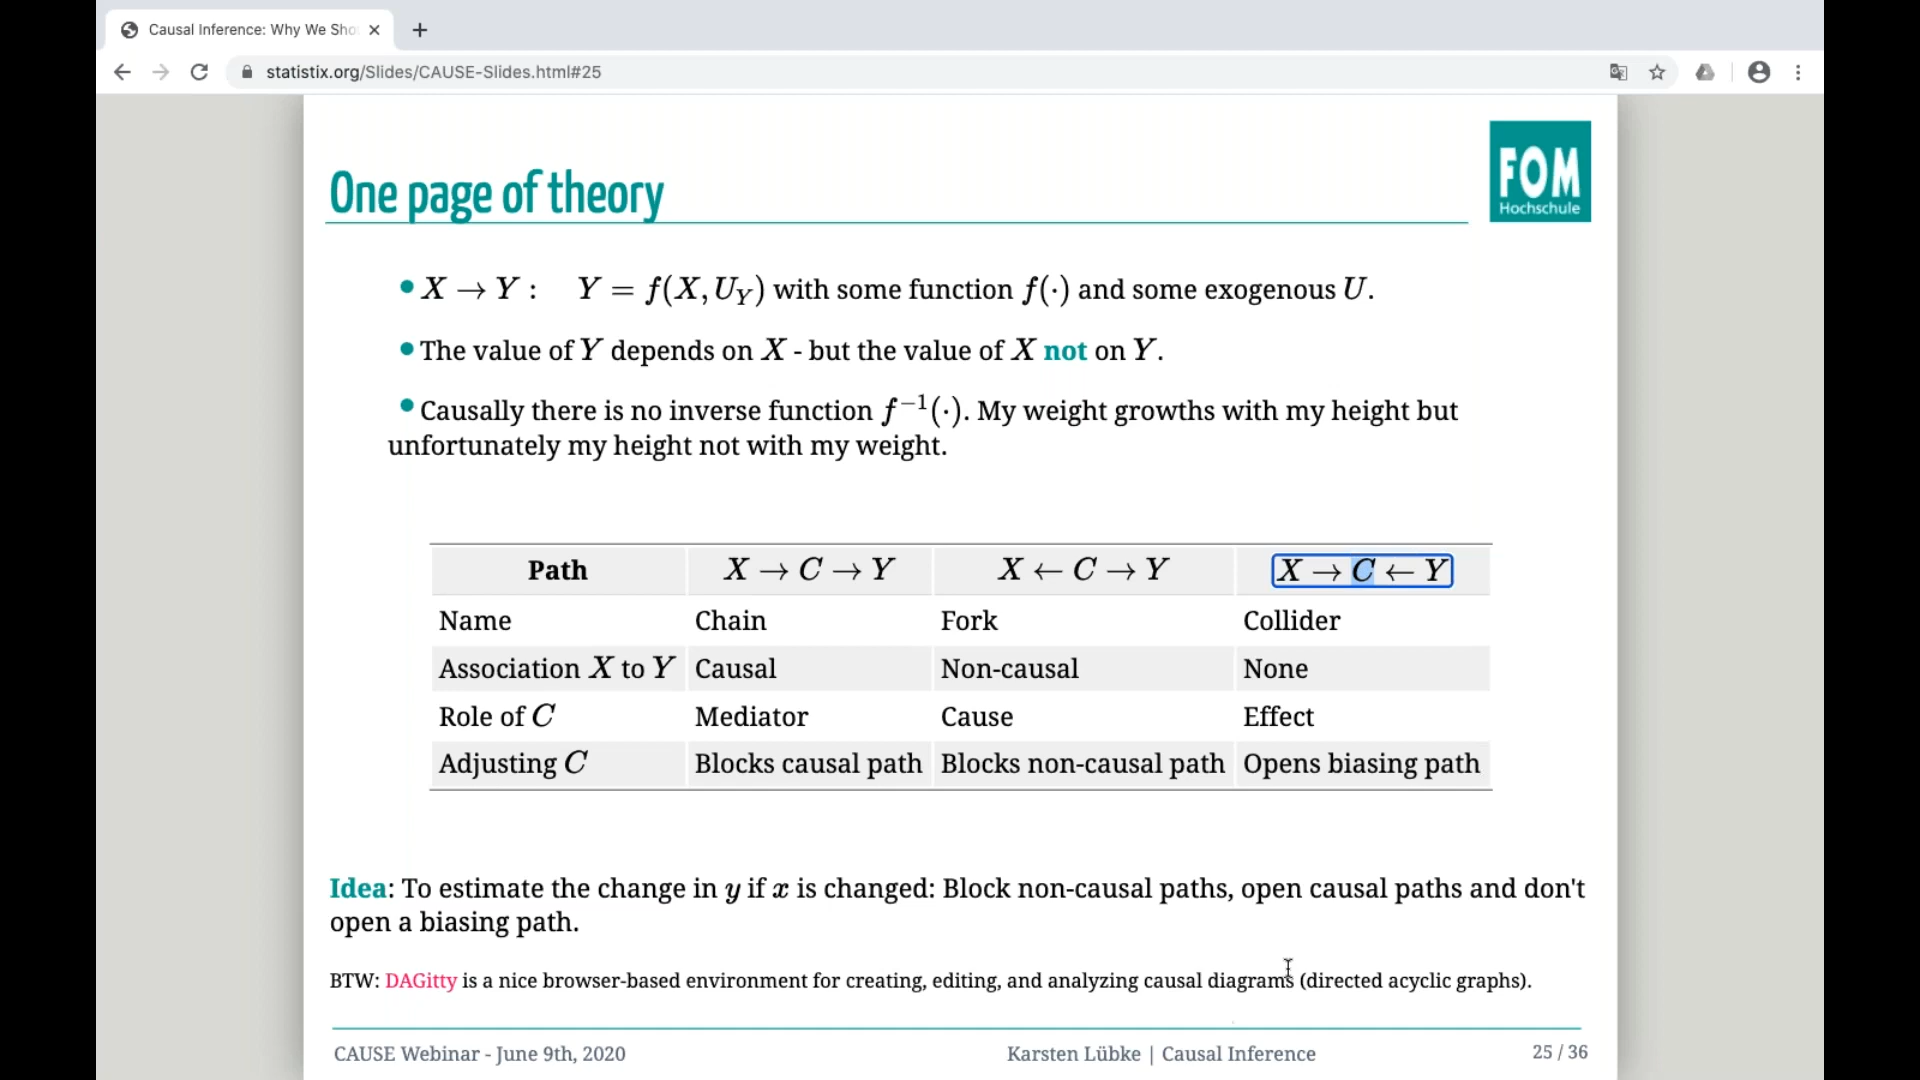 Causal Inference: Why We Sho
statistix.org/Slides/CAUSE-Slides.html#25
One page of theory
FOM
Hochschule
X → Y : Y = f(X, U_Y) with some function f(·) and some exogenous U.
The value of Y depends on X - but the value of X not on Y.
Causally there is no inverse function f⁻¹(·). My weight growths with my height but
unfortunately my height not with my weight.
Path X → C → Y X ← C → Y X → C ← Y
Name Chain Fork Collider
Association X to Y Causal Non-causal None
Role of C Mediator Cause Effect
Adjusting C Blocks causal path Blocks non-causal path Opens biasing path
Idea: To estimate the change in y if x is changed: Block non-causal paths, open causal paths and don't
open a biasing path.
BTW: DAGitty is a nice browser-based environment for creating, editing, and analyzing causal diagrams (directed acyclic graphs).
CAUSE Webinar - June 9th, 2020 Karsten Lübke | Causal Inference 25 / 36